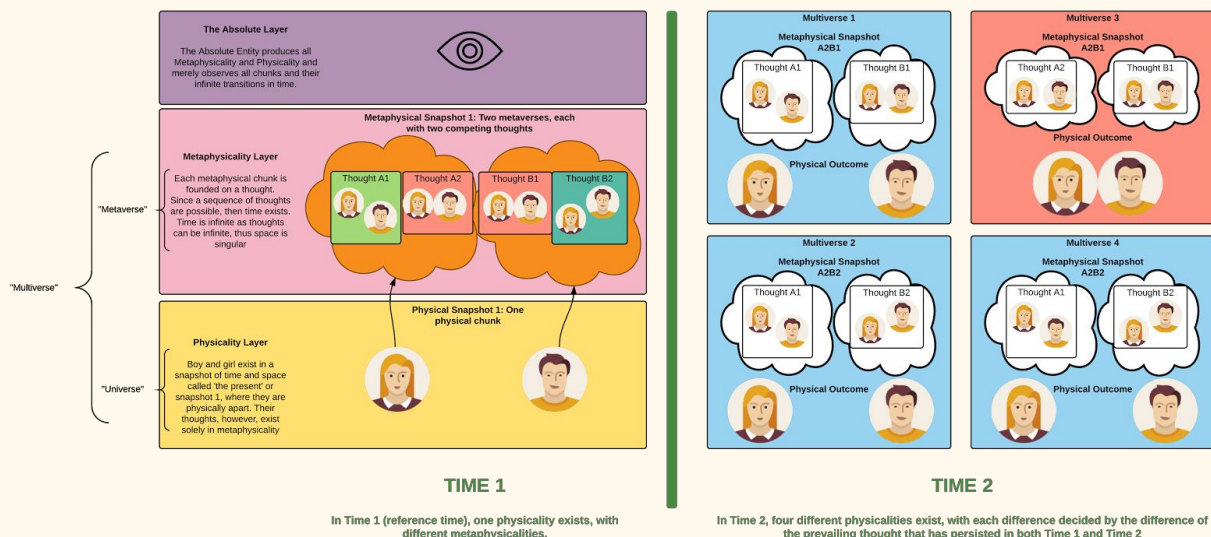 The Absolute Layer
The Absolute Entity produces all
Metaphysicality and Physicality and
merely observes all chunks and their
infinite transitions in time.
Metaphysical Snapshot 1: Two metaverses, each
with two competing thoughts
Metaphysicality Layer
Each metaphysical chunk is
founded on a thought.
Since a sequence of thoughts
are possible, then time exists.
Time is infinite as thoughts
can be infinite, thus space is
singular
Thought A1
Thought A2
Thought B1
Thought B2
"Metaverse"
"Multiverse"
"Universe"
Physical Snapshot 1: One
physical chunk
Physicality Layer
Boy and girl exist in a
snapshot of time and space
called 'the present' or
snapshot 1, where they are
physically apart. Their
thoughts, however, exist
solely in metaphysicality
TIME 1
In Time 1 (reference time), one physicality exists, with
different metaphysicalities.
Multiverse 1
Metaphysical Snapshot
A2B1
Thought A1
Thought B1
Physical Outcome
Multiverse 3
Metaphysical Snapshot
A2B1
Thought A2
Thought B1
Physical Outcome
Multiverse 2
Metaphysical Snapshot
A2B2
Thought A1
Thought B2
Physical Outcome
Multiverse 4
Metaphysical Snapshot
A2B2
Thought A1
Thought B2
Physical Outcome
TIME 2
In Time 2, four different physicalities exist, with each difference decided by the difference of
the prevailing thought that has persisted in both Time 1 and Time 2